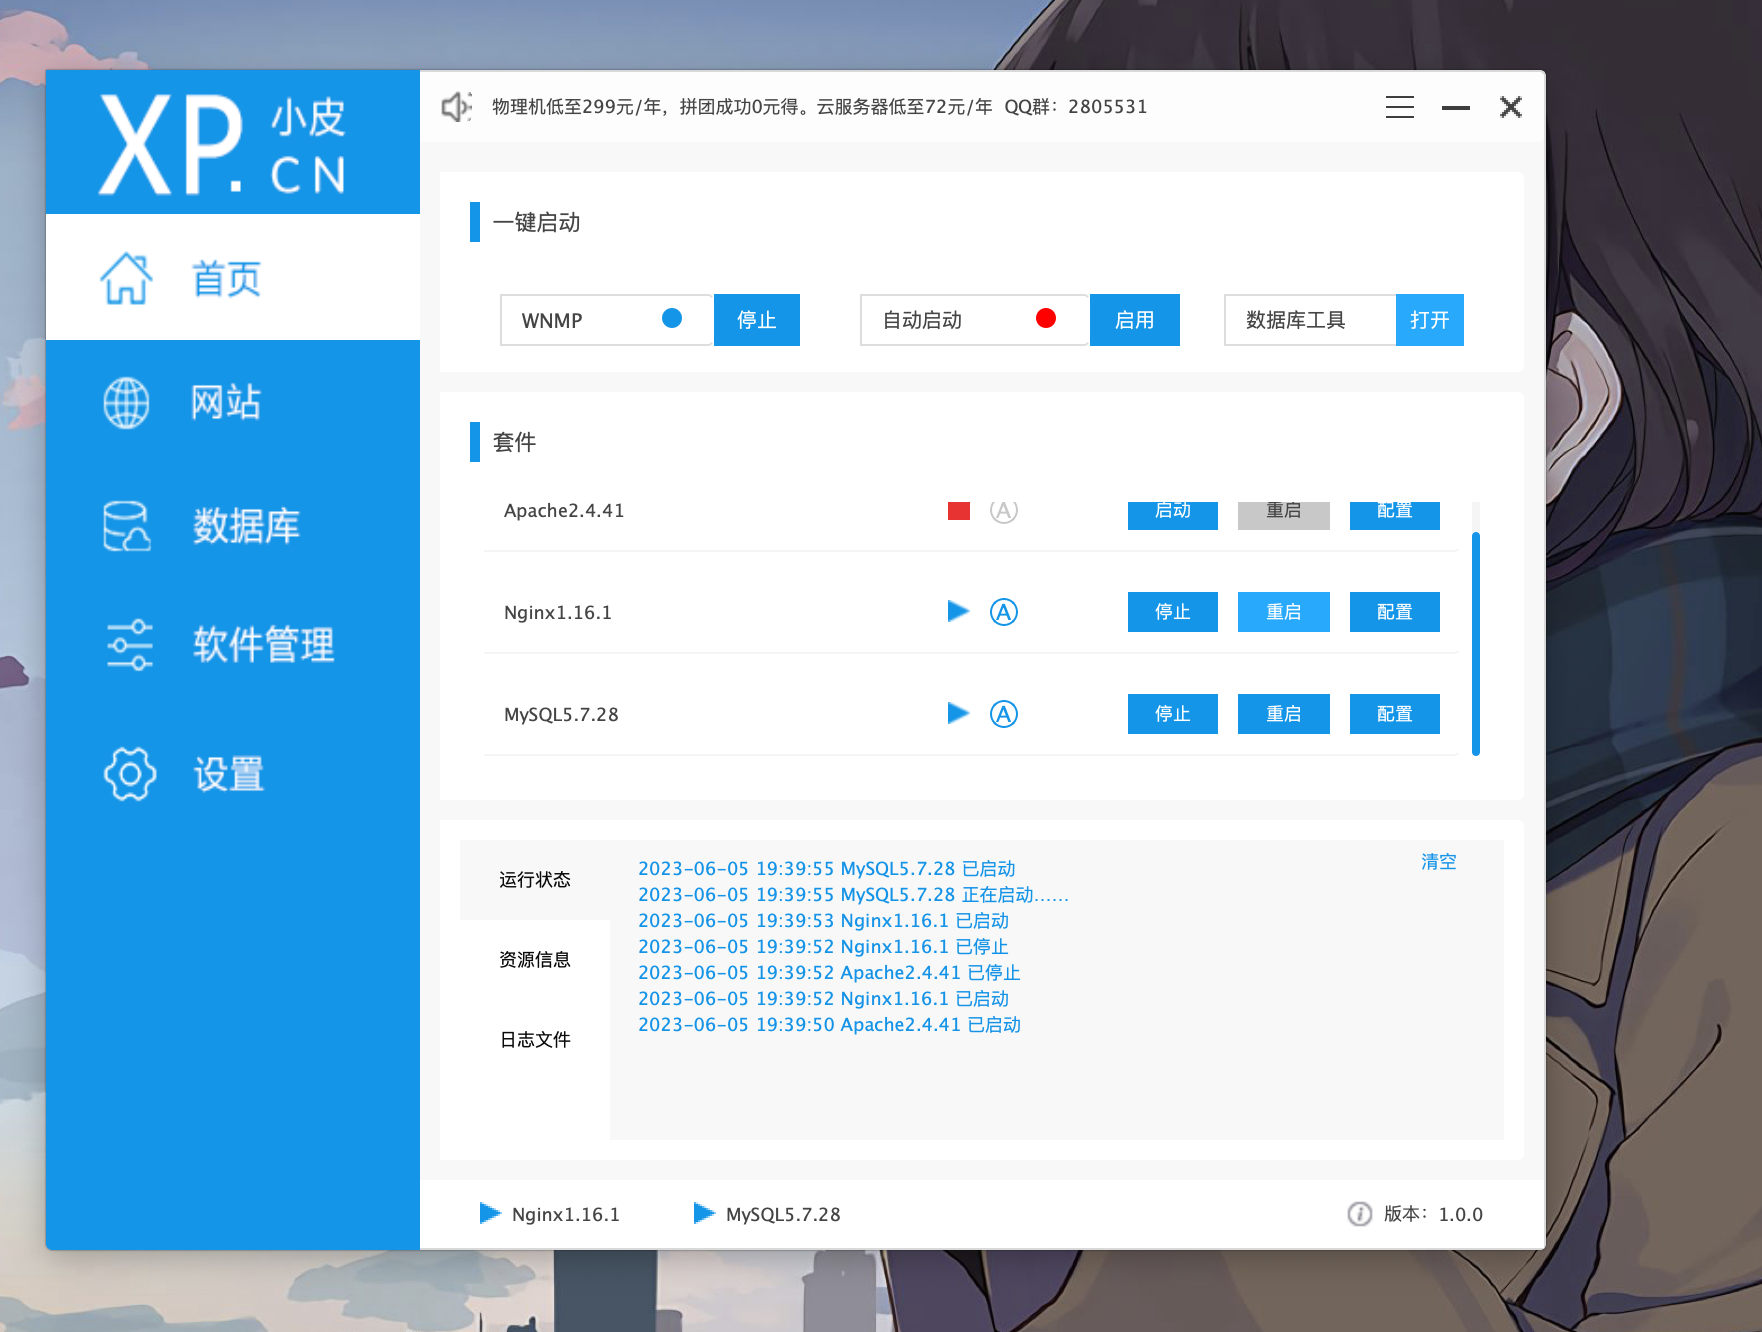 XP.小皮
CN
物理机低至299元/年，拼团成功0元得。云服务器低至72元/年 QQ群：2805531
首页
网站
数据库
软件管理
设置
一键启动
WNMP 停止 自动启动 启用 数据库工具 打开
套件
Apache2.4.41 A 启动 重启 配置
Nginx1.16.1 A 停止 重启 配置
MySQL5.7.28 A 停止 重启 配置
运行状态
资源信息
日志文件
清空
2023-06-05 19:39:55 MySQL5.7.28 已启动
2023-06-05 19:39:55 MySQL5.7.28 正在启动……
2023-06-05 19:39:53 Nginx1.16.1 已启动
2023-06-05 19:39:52 Nginx1.16.1 已停止
2023-06-05 19:39:52 Apache2.4.41 已停止
2023-06-05 19:39:52 Nginx1.16.1 已启动
2023-06-05 19:39:50 Apache2.4.41 已启动
Nginx1.16.1 MySQL5.7.28 版本：1.0.0